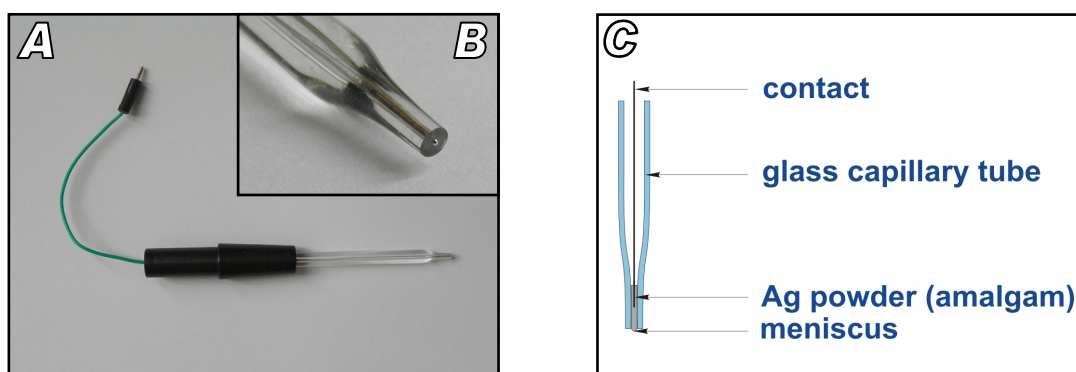 A
B
C
contact
glass capillary tube
Ag powder (amalgam)
meniscus